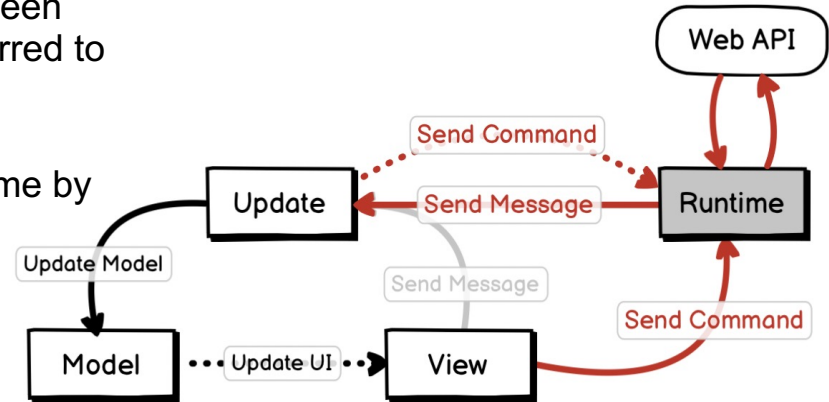 een
rred to
me by
Web API
Send Command
Update
Send Message
Runtime
Update Model
Send Message
Send Command
Model
Update UI
View